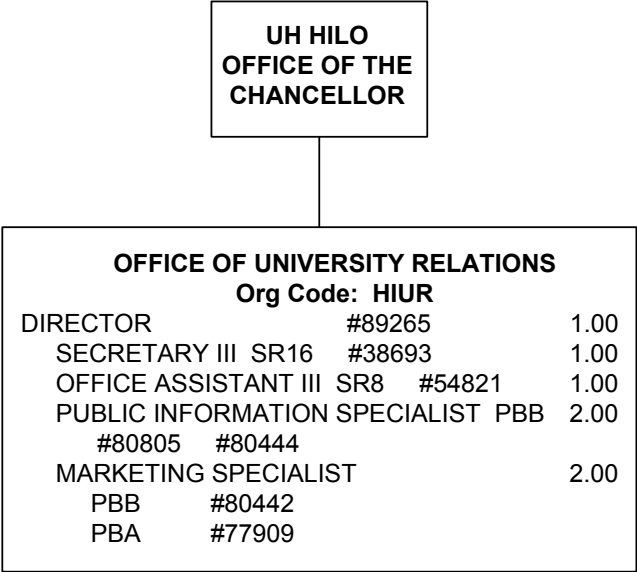 UH HILO
OFFICE OF THE
CHANCELLOR
OFFICE OF UNIVERSITY RELATIONS
Org Code: HIUR
DIRECTOR #89265 1.00
SECRETARY III SR16 #38693 1.00
OFFICE ASSISTANT III SR8 #54821 1.00
PUBLIC INFORMATION SPECIALIST PBB 2.00
#80805 #80444
MARKETING SPECIALIST 2.00
PBB #80442
PBA #77909